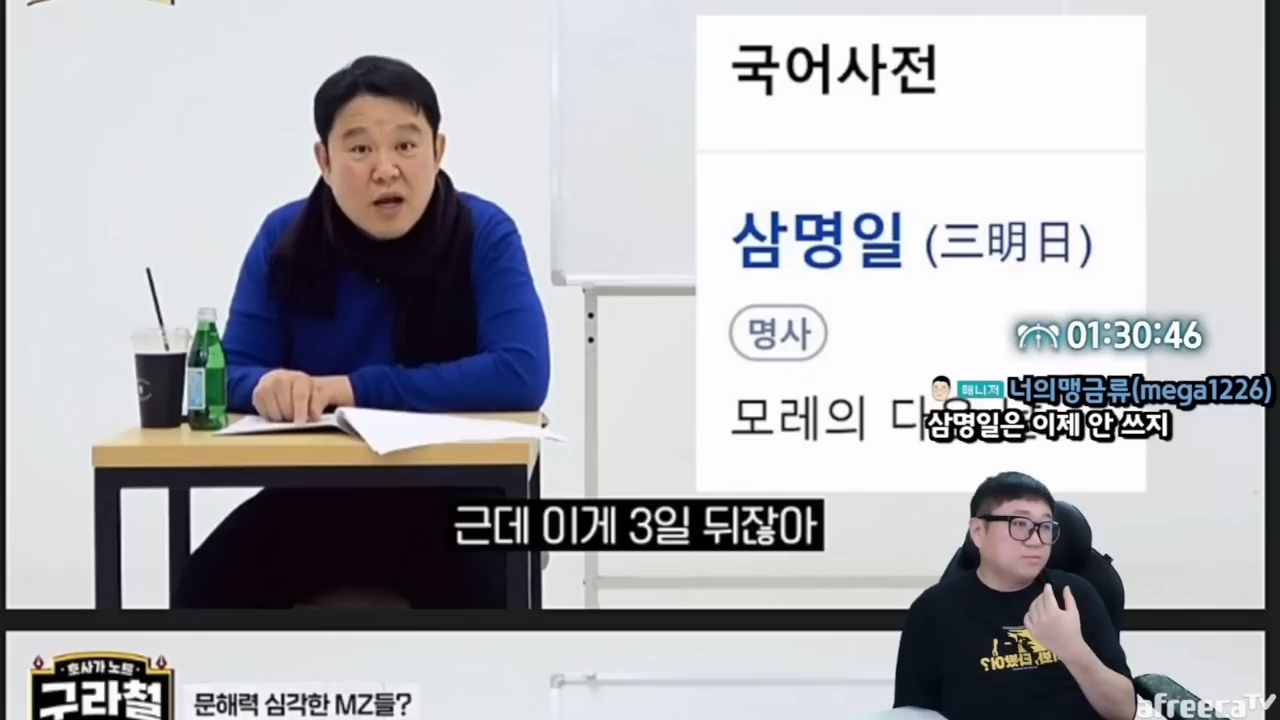 국어사전
삼명일 (三明日)
명사
01:30:46
매니저 너의맹금류(mega1226)
모레의 다
삼명일은 이제 안 쓰지
근데 이게 3일 뒤잖아
호사가 노트
구라철
문해력 심각한 MZ들?
afreecaTV